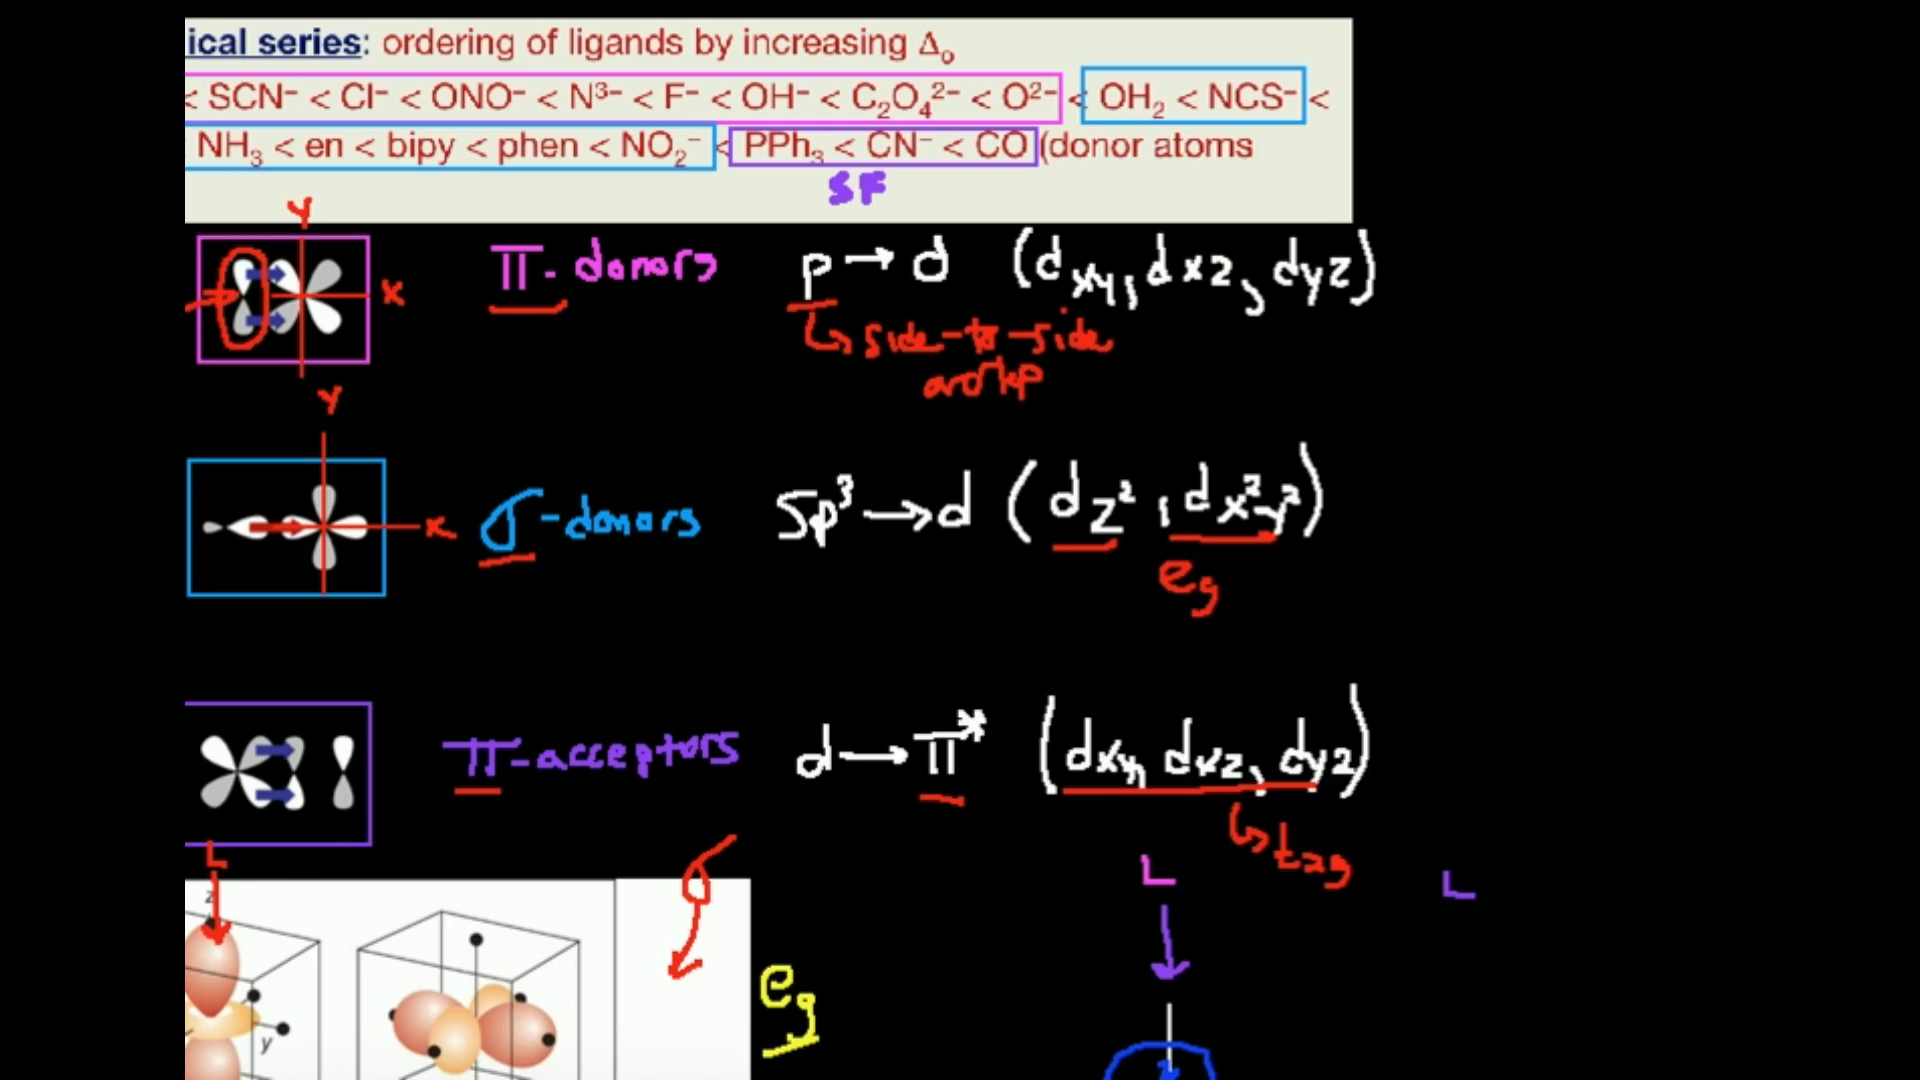 ical series: ordering of ligands by increasing Δo
< SCN⁻ < Cl⁻ < ONO⁻ < N³⁻ < F⁻ < OH⁻ < C₂O₄²⁻ < O²⁻ < OH₂ < NCS⁻ <
NH₃ < en < bipy < phen < NO₂⁻ < PPh₃ < CN⁻ < CO (donor atoms
SF
Y
X
π-donors p → d (dxy, dxz, dyz)
↳ side-to-side
Y
X
σ-donors sp³ → d (dz², dx²-y²)
eg
π-acceptors d → π* (dxy, dxz, dyz)
↳ t2g
L
L
L
σ
z
y
eg